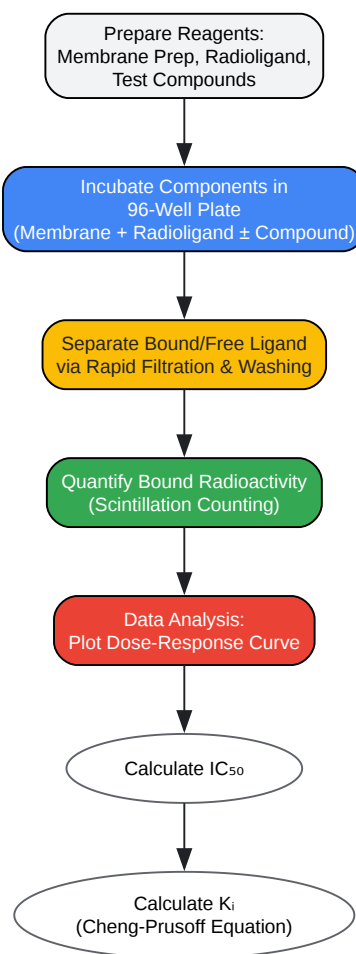 Prepare Reagents:
Membrane Prep, Radioligand,
Test Compounds
Incubate Components in
96-Well Plate
(Membrane + Radioligand ± Compound)
Separate Bound/Free Ligand
via Rapid Filtration & Washing
Quantify Bound Radioactivity
(Scintillation Counting)
Data Analysis:
Plot Dose-Response Curve
Calculate IC₅₀
Calculate Kᵢ
(Cheng-Prusoff Equation)